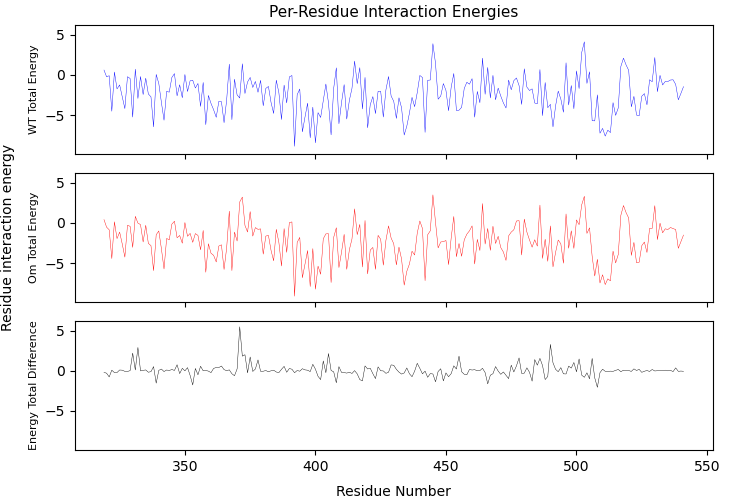 Per-Residue Interaction Energies
5
0
−5
WT Total Energy
5
0
−5
Om Total Energy
Residue interaction energy
5
0
−5
Energy Total Difference
350
400
450
500
550
Residue Number